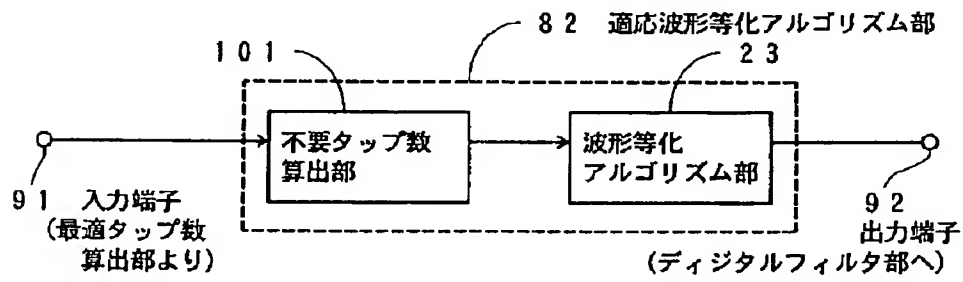 82 適応波形等化アルゴリズム部
101
23
不要タップ数
算出部
波形等化
アルゴリズム部
91 入力端子
(最適タップ数
算出部より)
92
出力端子
(ディジタルフィルタ部へ)